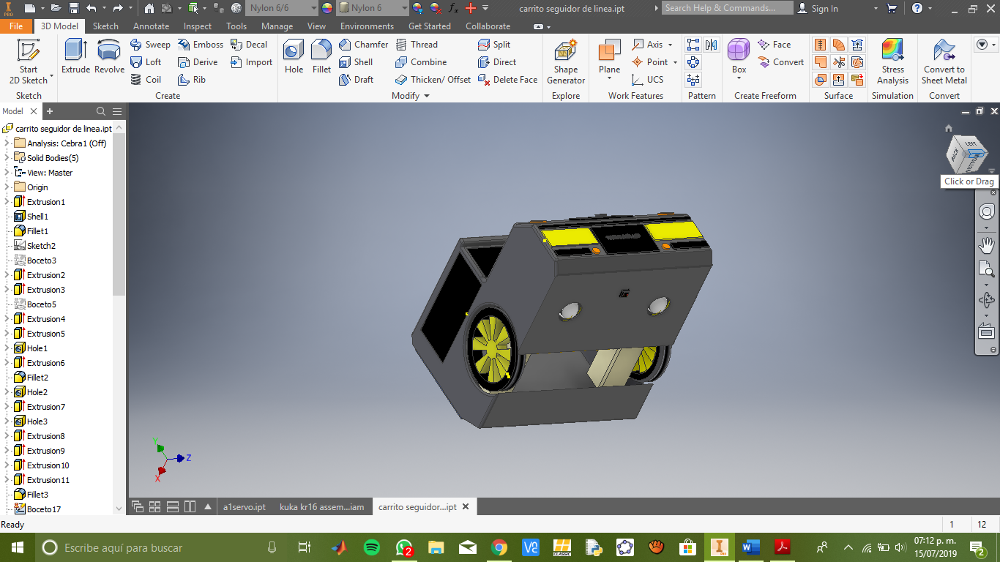 PRO
Nylon 6/6
Nylon 6
carrito seguidor de linea.ipt
Search Help & Commands...
Sign In
File
3D Model
Sketch
Annotate
Inspect
Tools
Manage
View
Environments
Get Started
Collaborate
Start
2D Sketch
Extrude
Revolve
Sweep
Emboss
Decal
Loft
Derive
Import
Coil
Rib
Hole
Fillet
Chamfer
Thread
Split
Shell
Combine
Direct
Draft
Thicken/ Offset
Delete Face
Shape
Generator
Plane
Axis
Point
UCS
Box
Face
Convert
Stress
Analysis
Convert to
Sheet Metal
Sketch
Create
Modify
Explore
Work Features
Pattern
Create Freeform
Surface
Simulation
Convert
Model
carrito seguidor de linea.ipt
Analysis: Cebra1 (Off)
Solid Bodies(5)
View: Master
Origin
Extrusion1
Shell1
Fillet1
Sketch2
Boceto3
Extrusion2
Extrusion3
Boceto5
Extrusion4
Extrusion5
Hole1
Extrusion6
Fillet2
Hole2
Extrusion7
Hole3
Extrusion8
Extrusion9
Extrusion10
Extrusion11
Fillet3
Boceto17
LEFT
BACK
BOTTOM
Click or Drag
Y
Z
X
a1servo.ipt
kuka kr16 assem...iam
carrito seguidor...ipt
Ready
1
12
Escribe aquí para buscar
2
CLASSIC
PRO
07:12 p. m.
15/07/2019
2